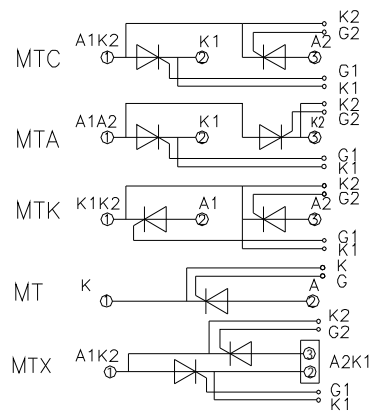 K2
A1K2 K1 A2 G2
MTC 1 2 3
G1
K1
K2
A1A2 K1 K2 G2
MTA 1 2 3
G1
K1
K2
K1K2 A1 A2 G2
MTK 1 2 3
G1
K1
K
K A G
MT 1 2
K2
G2
A1K2 3 A2K1
MTX 1 2
G1
K1